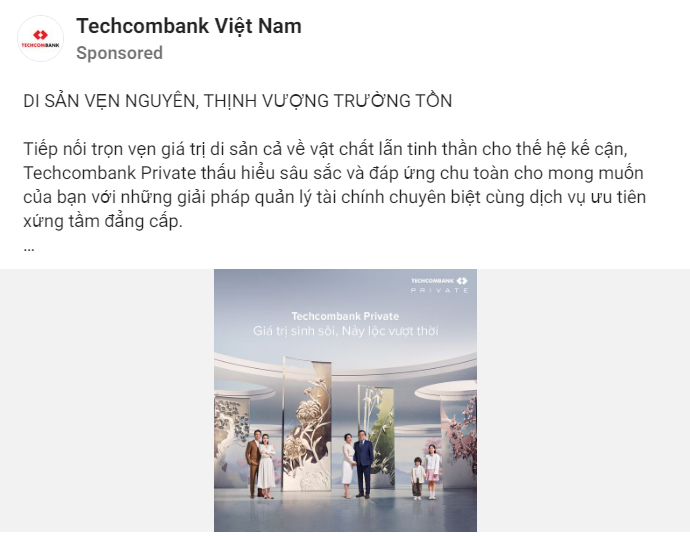 Techcombank Việt Nam
TECHCOMBANK
Sponsored
DI SẢN VẸN NGUYÊN, THỊNH VƯỢNG TRƯỜNG TỒN
Tiếp nối trọn vẹn giá trị di sản cả về vật chất lẫn tinh thần cho thế hệ kế cận,
Techcombank Private thấu hiểu sâu sắc và đáp ứng chu toàn cho mong muốn
của bạn với những giải pháp quản lý tài chính chuyên biệt cùng dịch vụ ưu tiên
xứng tầm đẳng cấp.
...
TECHCOMBANK
PRIVATE
Techcombank Private
Giá trị sinh sôi, Nảy lộc vượt thời